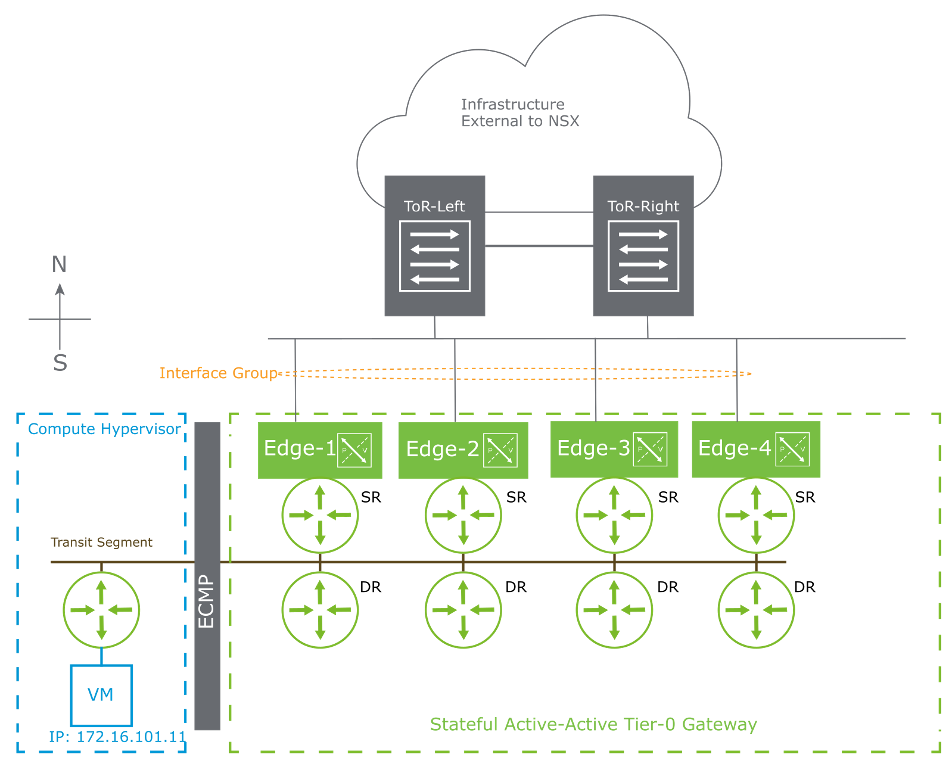 Infrastructure
External to NSX
ToR-Left
ToR-Right
N
S
Interface Group
Compute Hypervisor
Edge-1
P V
Edge-2
P V
Edge-3
P V
Edge-4
P V
SR
SR
SR
SR
Transit Segment
ECMP
DR
DR
DR
DR
VM
IP: 172.16.101.11
Stateful Active-Active Tier-0 Gateway